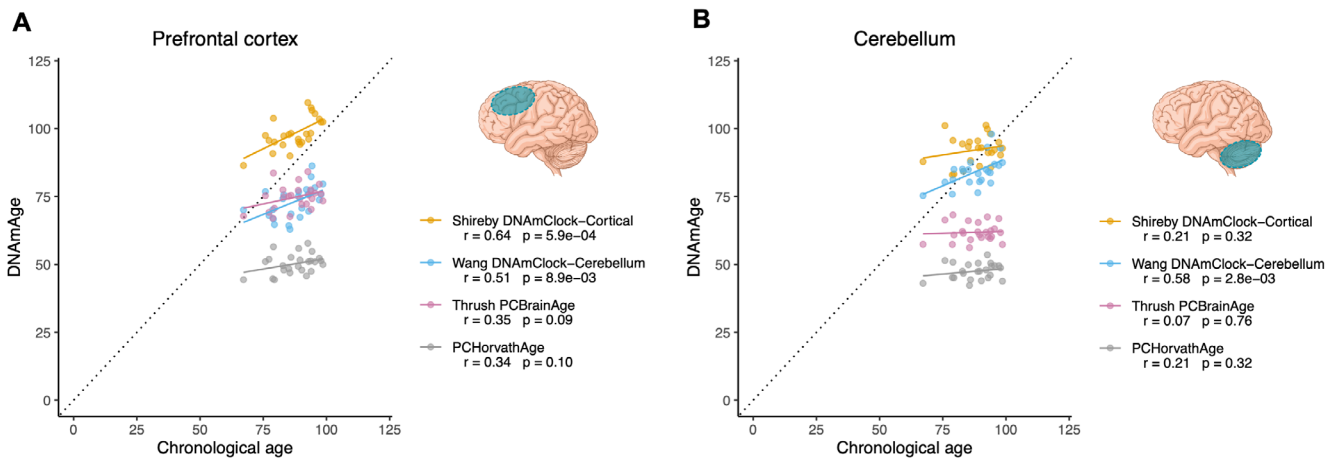 A
Prefrontal cortex
125
100
75
50
25
0
DNAmAge
0 25 50 75 100 125
Chronological age
Shireby DNAmClock−Cortical
r = 0.64 p = 5.9e−04
Wang DNAmClock−Cerebellum
r = 0.51 p = 8.9e−03
Thrush PCBrainAge
r = 0.35 p = 0.09
PCHorvathAge
r = 0.34 p = 0.10
B
Cerebellum
125
100
75
50
25
0
DNAmAge
0 25 50 75 100 125
Chronological age
Shireby DNAmClock−Cortical
r = 0.21 p = 0.32
Wang DNAmClock−Cerebellum
r = 0.58 p = 2.8e−03
Thrush PCBrainAge
r = 0.07 p = 0.76
PCHorvathAge
r = 0.21 p = 0.32